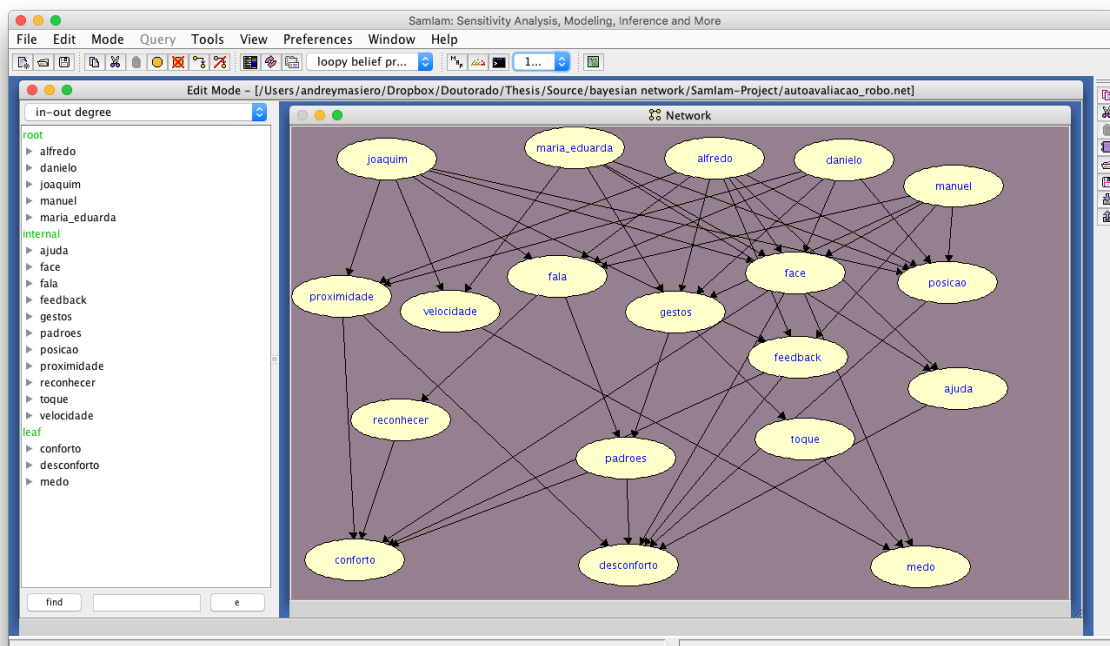 SamIam: Sensitivity Analysis, Modeling, Inference and More
File Edit Mode Query Tools View Preferences Window Help
loopy belief pr... 1...
Edit Mode - [/Users/andreymasiero/Dropbox/Doutorado/Thesis/Source/bayesian network/SamIam-Project/autoavaliacao_robo.net]
in-out degree
root
alfredo
danielo
joaquim
manuel
maria_eduarda
internal
ajuda
face
fala
feedback
gestos
padroes
posicao
proximidade
reconhecer
toque
velocidade
leaf
conforto
desconforto
medo
find e
Network
joaquim maria_eduarda alfredo danielo
manuel
proximidade fala face posicao
velocidade gestos
feedback
ajuda
reconhecer
toque
padroes
conforto desconforto medo